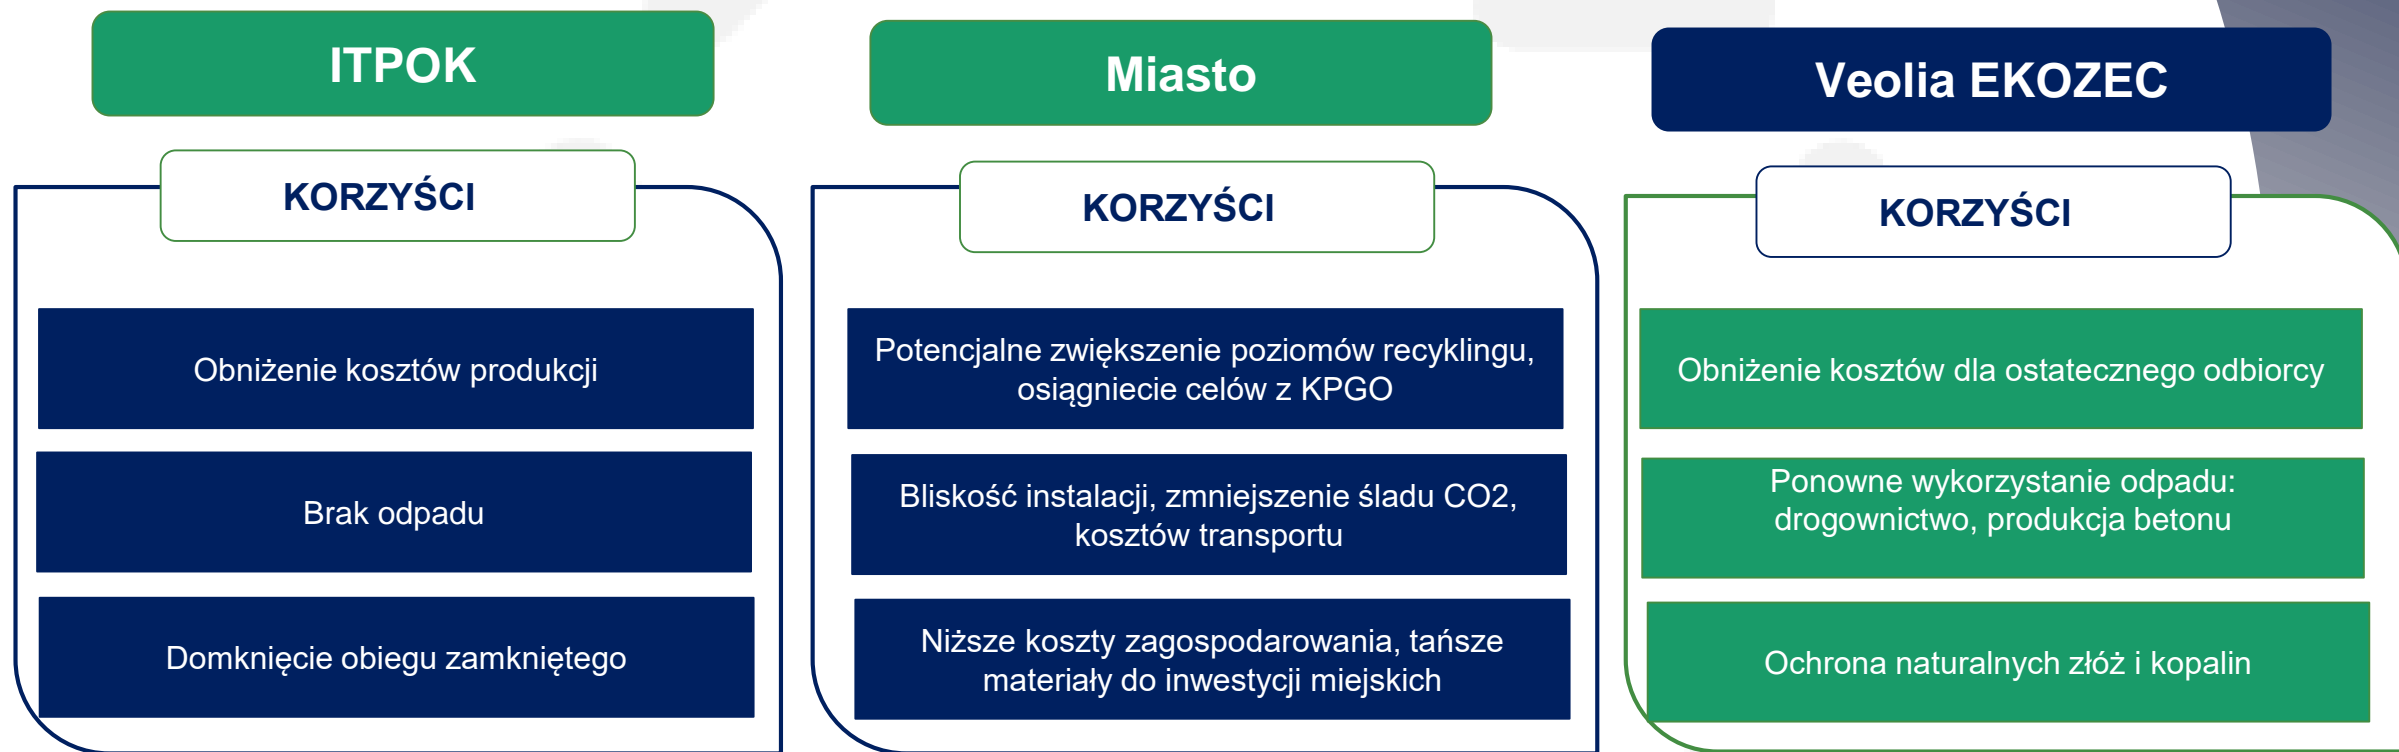 ITPOK
KORZYŚCI
Obniżenie kosztów produkcji
Brak odpadu
Domknięcie obiegu zamkniętego
Miasto
KORZYŚCI
Potencjalne zwiększenie poziomów recyklingu,
osiągniecie celów z KPGO
Bliskość instalacji, zmniejszenie śladu CO2,
kosztów transportu
Niższe koszty zagospodarowania, tańsze
materiały do inwestycji miejskich
Veolia EKOZEC
KORZYŚCI
Obniżenie kosztów dla ostatecznego odbiorcy
Ponowne wykorzystanie odpadu:
drogownictwo, produkcja betonu
Ochrona naturalnych złóż i kopalin